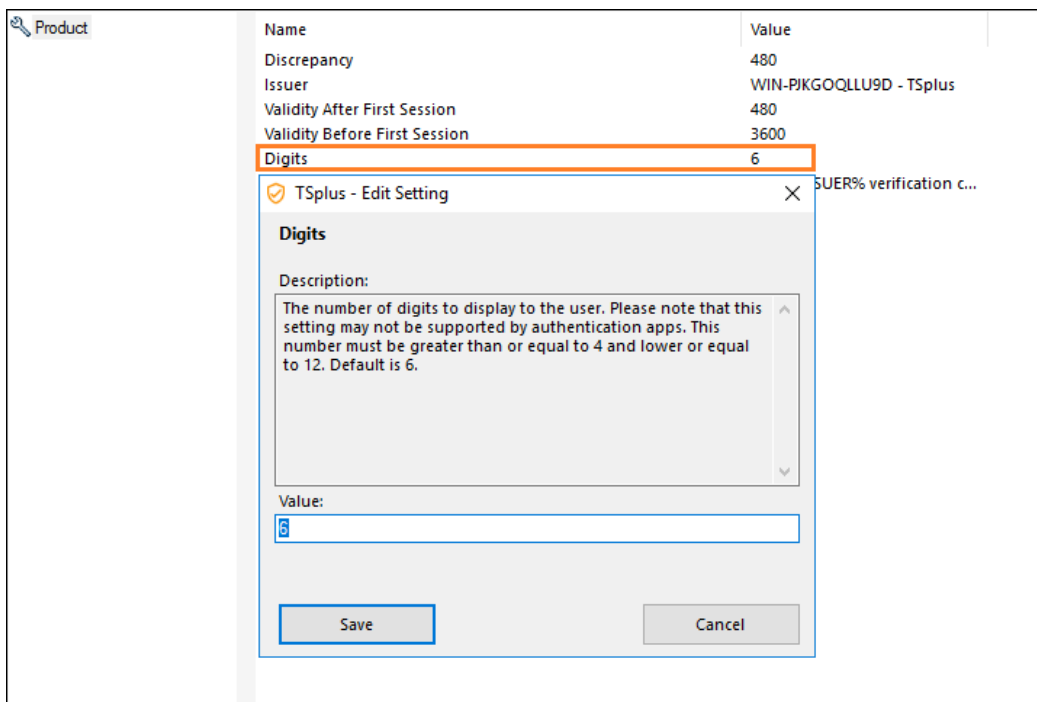 Product
Name Value
Discrepancy 480
Issuer WIN-PJKGOQLLU9D - TSplus
Validity After First Session 480
Validity Before First Session 3600
Digits 6
SUER% verification c...
TSplus - Edit Setting
Digits
Description:
The number of digits to display to the user. Please note that this
setting may not be supported by authentication apps. This
number must be greater than or equal to 4 and lower or equal
to 12. Default is 6.
Value:
6
Save Cancel